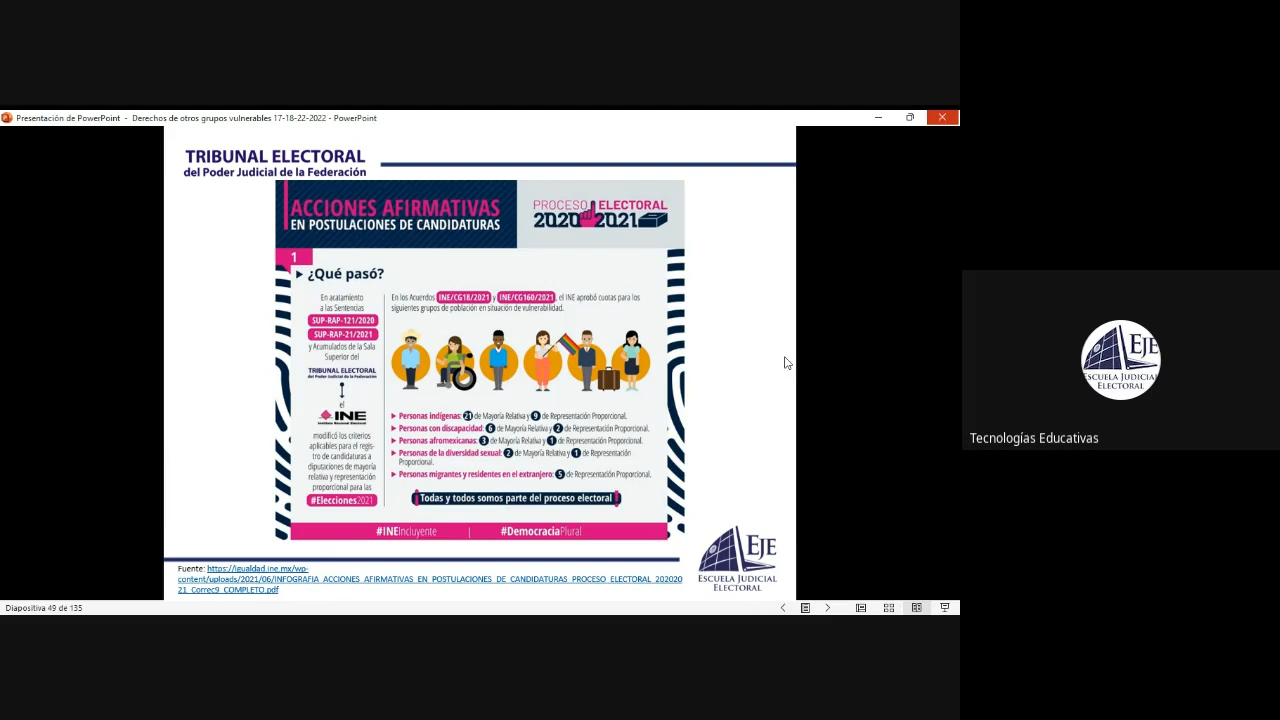 Presentación de PowerPoint - Derechos de otros grupos vulnerables 17-18-22-2022 - PowerPoint
TRIBUNAL ELECTORAL
del Poder Judicial de la Federación
ACCIONES AFIRMATIVAS
EN POSTULACIONES DE CANDIDATURAS
PROCESO ELECTORAL
2020 2021
1
¿Qué pasó?
En acatamiento
a las Sentencias
SUP-RAP-121/2020
SUP-RAP-21/2021
y Acumulados de la Sala
Superior del
TRIBUNAL ELECTORAL
del Poder Judicial de la Federación
el
INE
Instituto Nacional Electoral
modificó los criterios
aplicables para el regis-
tro de candidaturas a
diputaciones de mayoría
relativa y representación
proporcional para las
#Elecciones2021
En los Acuerdos INE/CG18/2021 y INE/CG160/2021, el INE aprobó cuotas para los
siguientes grupos de población en situación de vulnerabilidad.
Personas indígenas: 21 de Mayoría Relativa y 9 de Representación Proporcional.
Personas con discapacidad: 6 de Mayoría Relativa y 2 de Representación Proporcional.
Personas afromexicanas: 3 de Mayoría Relativa y 1 de Representación Proporcional.
Personas de la diversidad sexual: 2 de Mayoría Relativa y 1 de Representación
Proporcional.
Personas migrantes y residentes en el extranjero: 5 de Representación Proporcional.
¡Todas y todos somos parte del proceso electoral!
#INEIncluyente | #DemocraciaPlural
Fuente: https://igualdad.ine.mx/wp-
content/uploads/2021/06/INFOGRAFIA_ACCIONES_AFIRMATIVAS_EN_POSTULACIONES_DE_CANDIDATURAS_PROCESO_ELECTORAL_202020
21_Correc9_COMPLETO.pdf
EJE
ESCUELA JUDICIAL
ELECTORAL
Diapositiva 49 de 135
EJE
ESCUELA JUDICIAL
ELECTORAL
Tecnologías Educativas